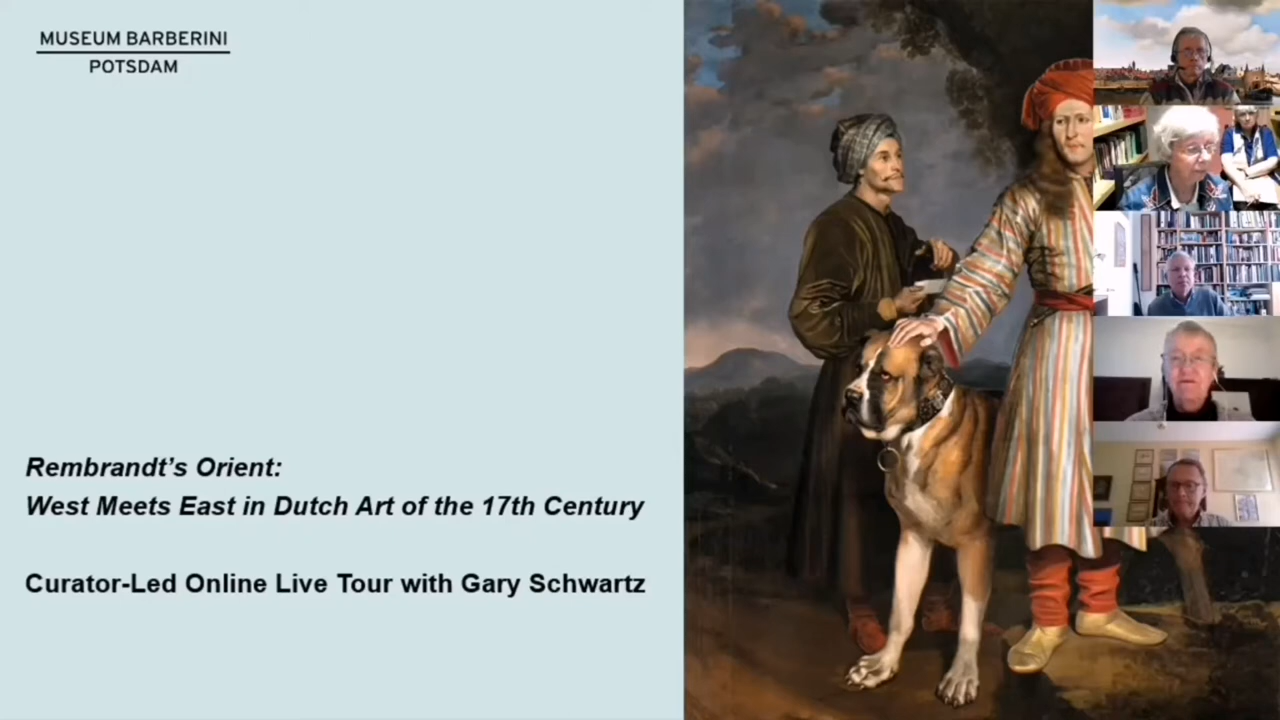 MUSEUM BARBERINI
POTSDAM
Rembrandt’s Orient:
West Meets East in Dutch Art of the 17th Century
Curator-Led Online Live Tour with Gary Schwartz